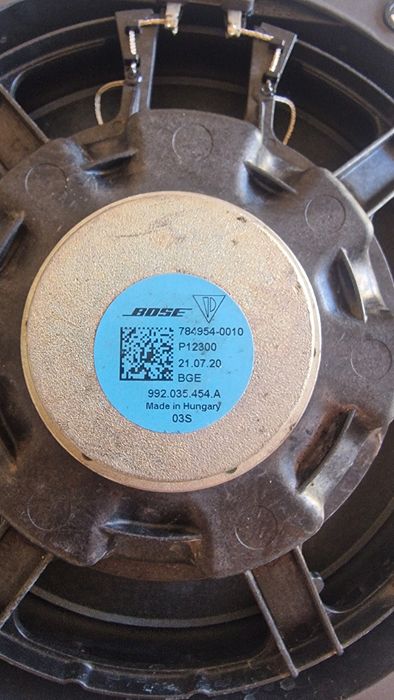 BOSE
784954-0010
P12300
21.07.20
BGE
992.035.454.A
Made in Hungary
03S